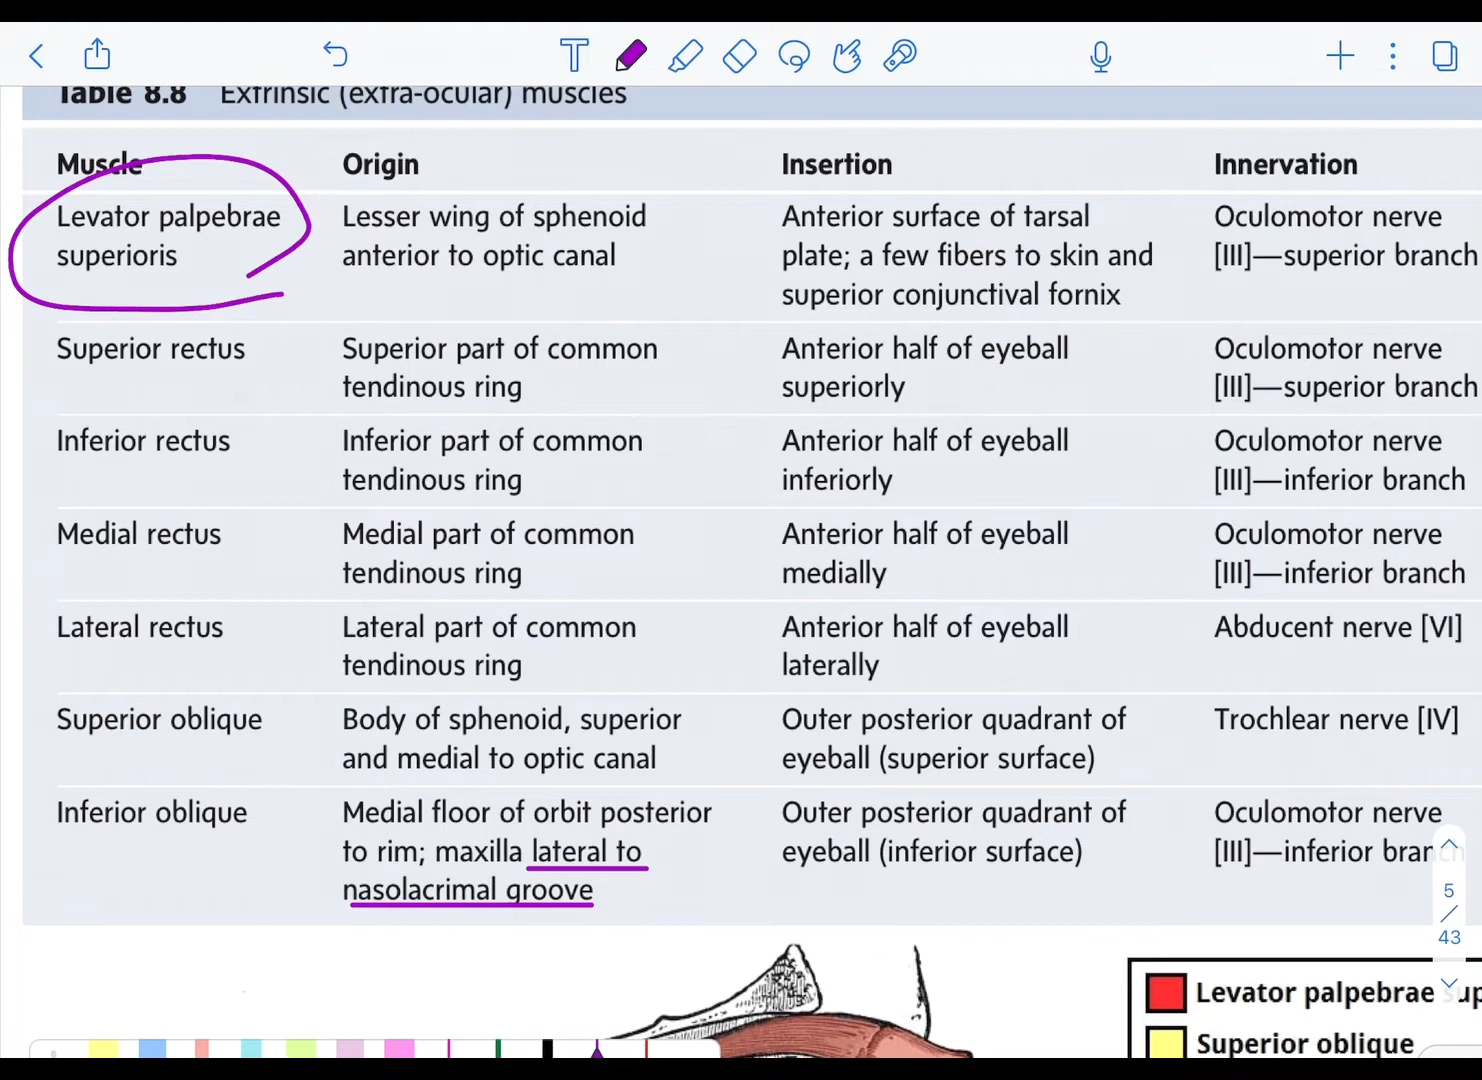 Table 8.8 Extrinsic (extra-ocular) muscles
Muscle Origin Insertion Innervation
Levator palpebrae Lesser wing of sphenoid Anterior surface of tarsal Oculomotor nerve
superioris anterior to optic canal plate; a few fibers to skin and [III]—superior branch
superior conjunctival fornix
Superior rectus Superior part of common Anterior half of eyeball Oculomotor nerve
tendinous ring superiorly [III]—superior branch
Inferior rectus Inferior part of common Anterior half of eyeball Oculomotor nerve
tendinous ring inferiorly [III]—inferior branch
Medial rectus Medial part of common Anterior half of eyeball Oculomotor nerve
tendinous ring medially [III]—inferior branch
Lateral rectus Lateral part of common Anterior half of eyeball Abducent nerve [VI]
tendinous ring laterally
Superior oblique Body of sphenoid, superior Outer posterior quadrant of Trochlear nerve [IV]
and medial to optic canal eyeball (superior surface)
Inferior oblique Medial floor of orbit posterior Outer posterior quadrant of Oculomotor nerve
to rim; maxilla lateral to eyeball (inferior surface) [III]—inferior branch
nasolacrimal groove
5
/
43
Levator palpebrae
Superior oblique